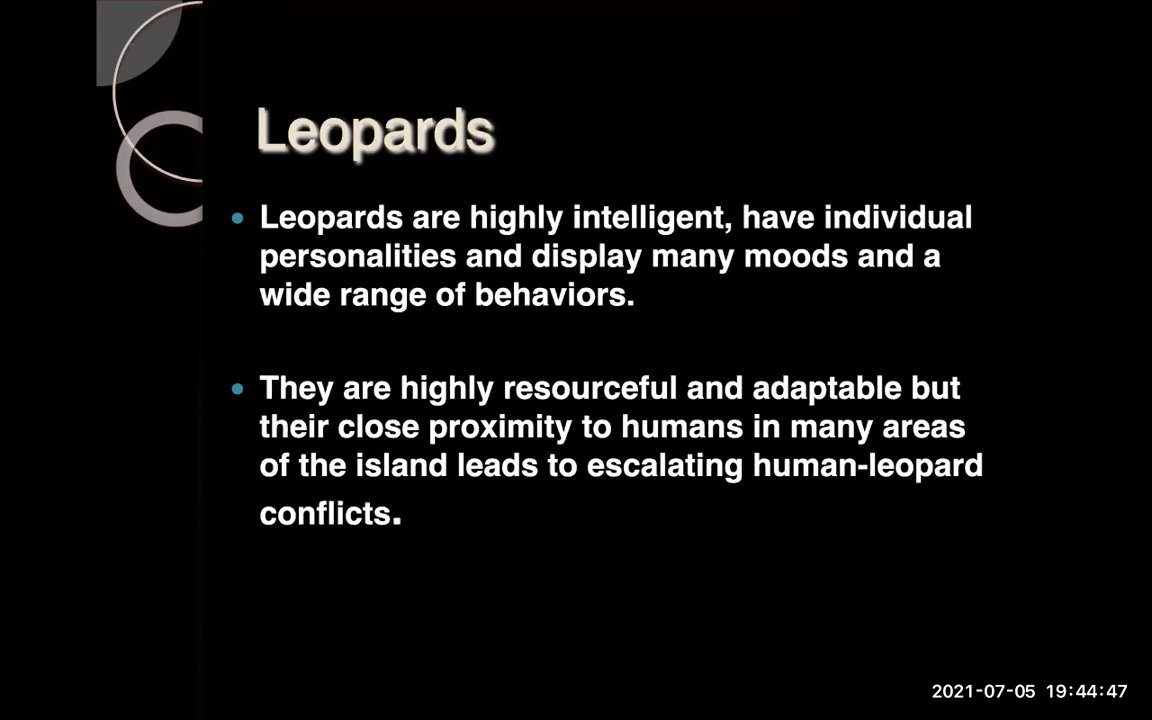 Leopards
• Leopards are highly intelligent, have individual
personalities and display many moods and a
wide range of behaviors.
• They are highly resourceful and adaptable but
their close proximity to humans in many areas
of the island leads to escalating human-leopard
conflicts.
2021-07-05 19:44:47